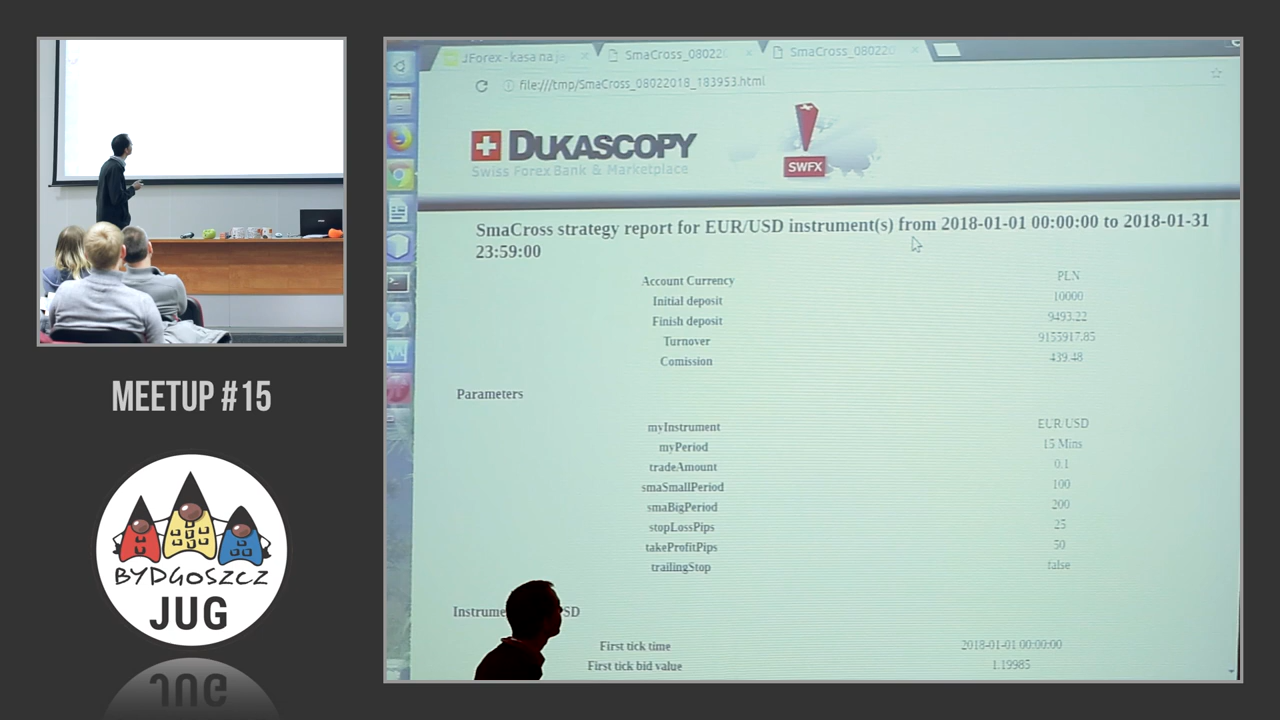 JForex - kasa na j
SmaCross_08022
SmaCross_08022
file:///tmp/SmaCross_08022018_183953.html
DUKASCOPY
Swiss Forex Bank & Marketplace
SWFX
SmaCross strategy report for EUR/USD instrument(s) from 2018-01-01 00:00:00 to 2018-01-31
23:59:00
Account Currency PLN
Initial deposit 10000
Finish deposit 9493.22
Turnover 9155917.85
Comission 439.48
Parameters
myInstrument EUR/USD
myPeriod 15 Mins
tradeAmount 0.1
smaSmallPeriod 100
smaBigPeriod 200
stopLossPips 25
takeProfitPips 50
trailingStop false
Instrume SD
First tick time 2018-01-01 00:00:00
First tick bid value 1.19985
MEETUP #15
BYDGOSZCZ
JUG